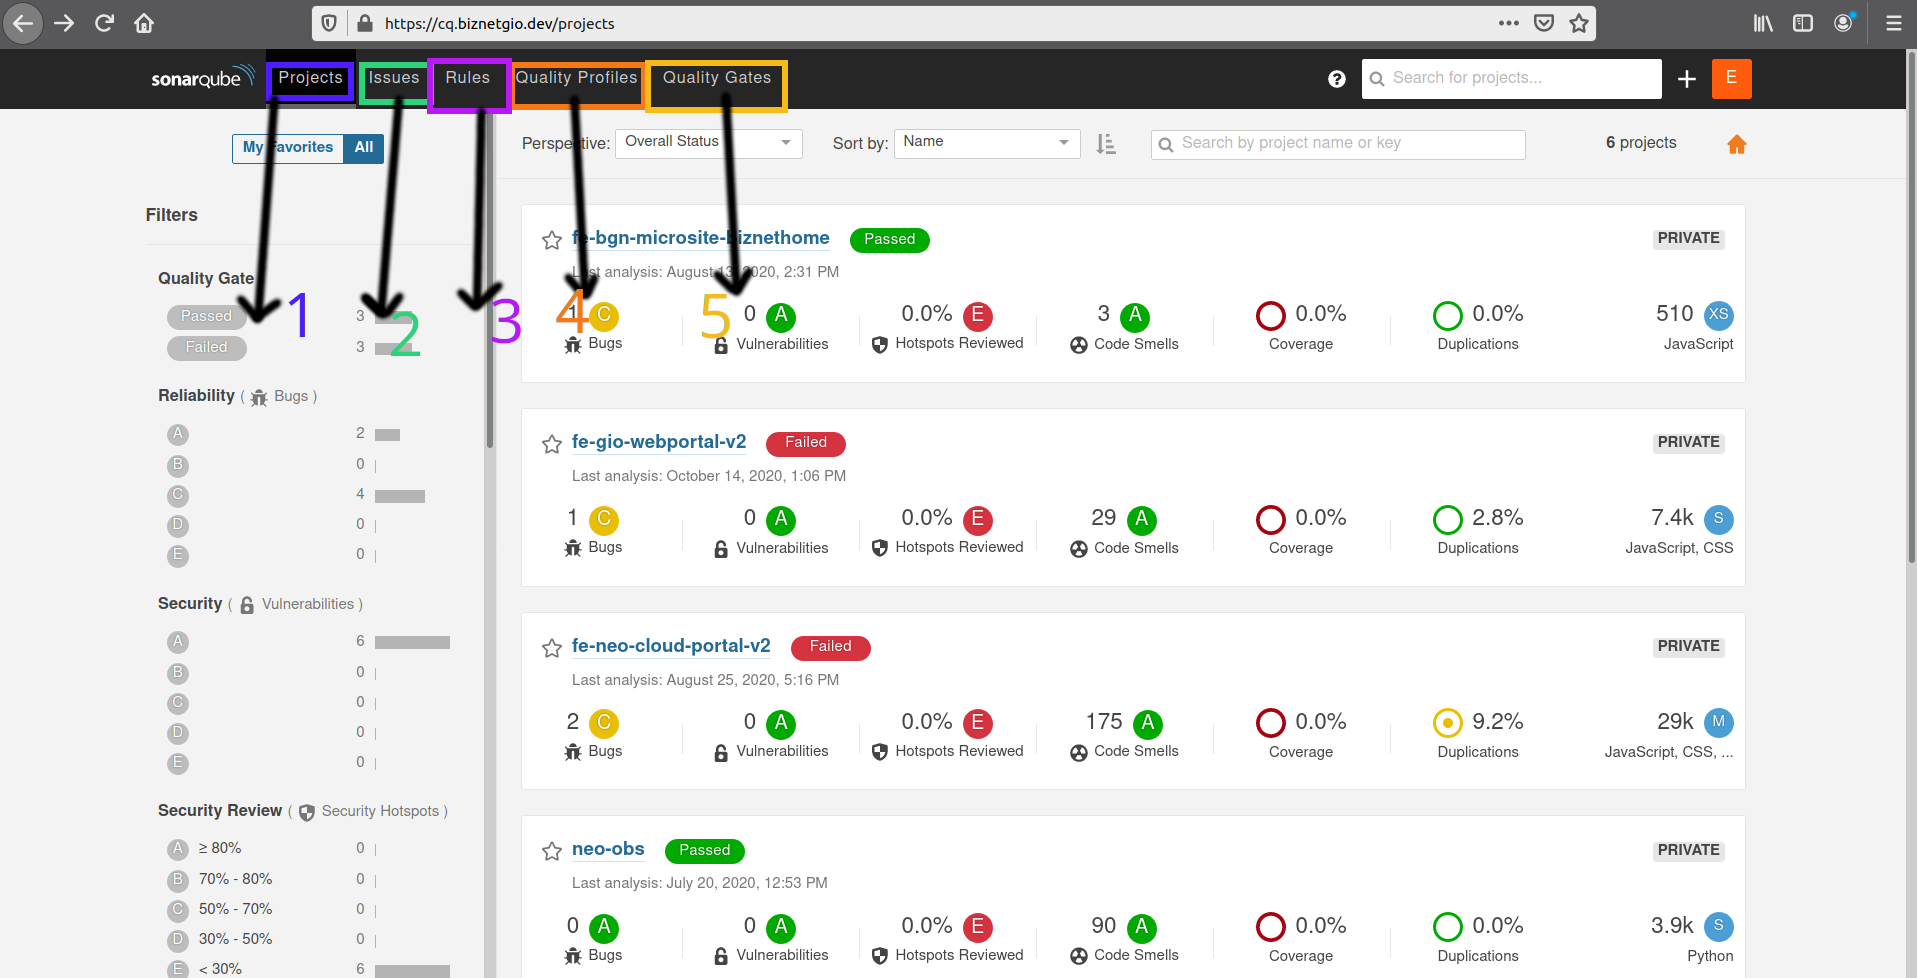 https://cq.biznetgio.dev/projects
sonarqube Projects Issues Rules Quality Profiles Quality Gates ? Search for projects... + E
My Favorites All Perspective: Overall Status Sort by: Name Search by project name or key 6 projects
Filters
Quality Gate
Passed 3
Failed 3
1
2
3
4
5
Reliability ( Bugs )
A 2
B 0
C 4
D 0
E 0
Security ( Vulnerabilities )
A 6
B 0
C 0
D 0
E 0
Security Review ( Security Hotspots )
A ≥ 80% 0
B 70% - 80% 0
C 50% - 70% 0
D 30% - 50% 0
E < 30% 6
fe-bgn-microsite-biznethome Passed PRIVATE
Last analysis: August 13, 2020, 2:31 PM
1 C 0 A 0.0% E 3 A 0.0% 0.0% 510 XS
Bugs Vulnerabilities Hotspots Reviewed Code Smells Coverage Duplications JavaScript
fe-gio-webportal-v2 Failed PRIVATE
Last analysis: October 14, 2020, 1:06 PM
1 C 0 A 0.0% E 29 A 0.0% 2.8% 7.4k S
Bugs Vulnerabilities Hotspots Reviewed Code Smells Coverage Duplications JavaScript, CSS
fe-neo-cloud-portal-v2 Failed PRIVATE
Last analysis: August 25, 2020, 5:16 PM
2 C 0 A 0.0% E 175 A 0.0% 9.2% 29k M
Bugs Vulnerabilities Hotspots Reviewed Code Smells Coverage Duplications JavaScript, CSS, ...
neo-obs Passed PRIVATE
Last analysis: July 20, 2020, 12:53 PM
0 A 0 A 0.0% E 90 A 0.0% 0.0% 3.9k S
Bugs Vulnerabilities Hotspots Reviewed Code Smells Coverage Duplications Python